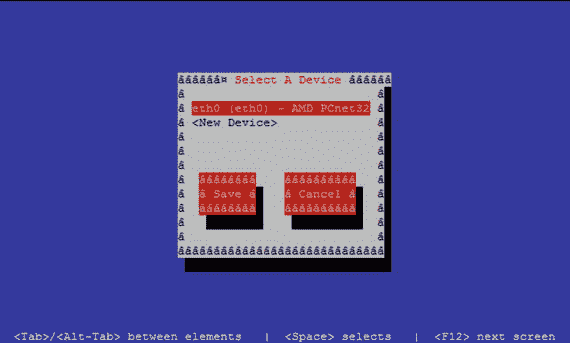 Select A Device
eth0 (eth0) - AMD PCnet32
<New Device>
Save Cancel
<Tab>/<Alt-Tab> between elements | <Space> selects | <F12> next screen